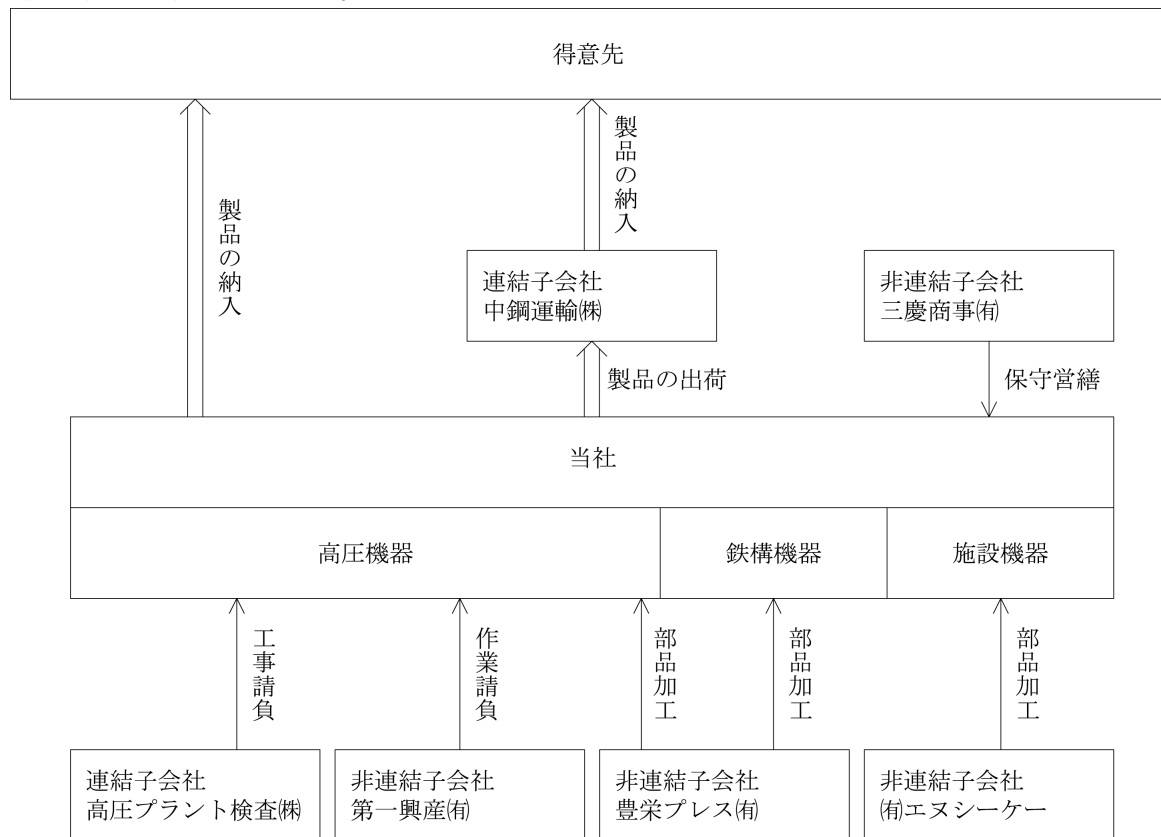 得意先
製品の納入
製品の納入
連結子会社
中鋼運輸㈱
非連結子会社
三慶商事㈲
製品の出荷
保守営繕
当社
高圧機器
鉄構機器
施設機器
工事請負
作業請負
部品加工
部品加工
部品加工
連結子会社
高圧プラント検査㈱
非連結子会社
第一興産㈲
非連結子会社
豊栄プレス㈲
非連結子会社
㈲エヌシーケー